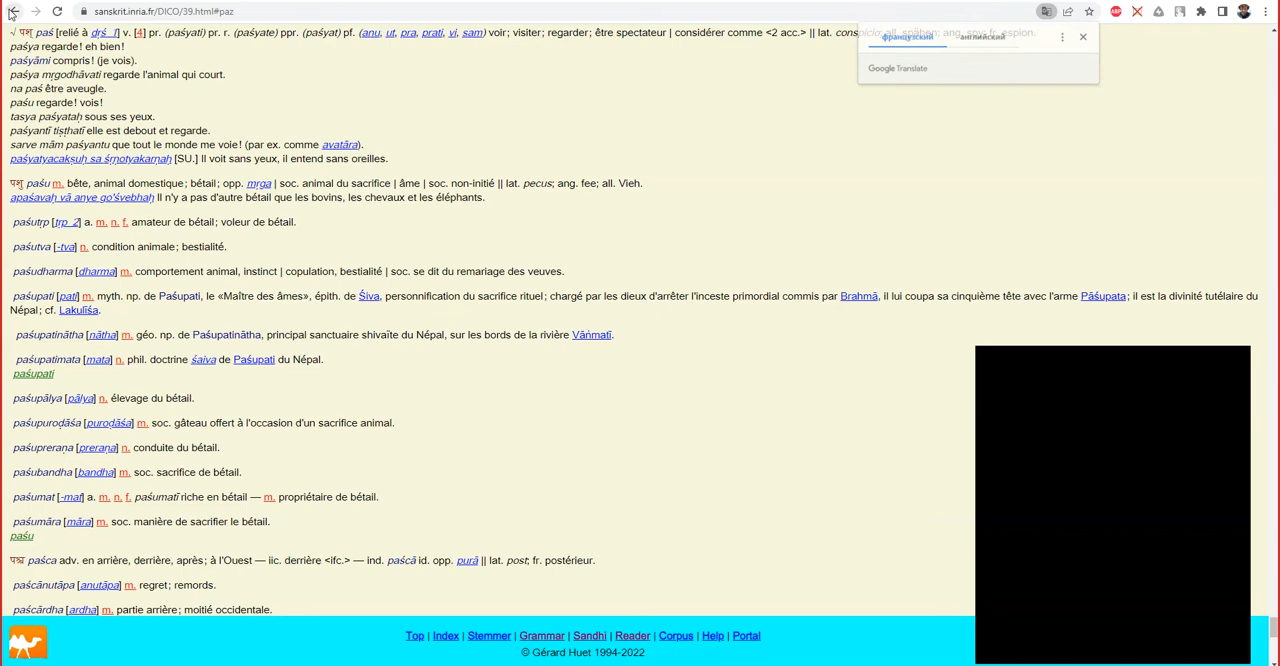 sanskrit.inria.fr/DICO/39.html#paz
√ पश् paś [relié à dṛś_1] v. [4] pr. (paśyati) pr. r. (paśyate) ppr. (paśyat) pf. (anu, ut, pra, prati, vi, sam) voir; visiter; regarder; être spectateur | considérer comme <2 acc.> || lat. conspicio; all. spähen; ang. spy; fr. espion.
французский английский
Google Translate
paśya regarde! eh bien!
paśyāmi compris! (je vois).
paśya mṛgodhāvati regarde l'animal qui court.
na paś être aveugle.
paśu regarde! vois!
tasya paśyataḥ sous ses yeux.
paśyantī tiṣṭhatī elle est debout et regarde.
sarve mām paśyantu que tout le monde me voie! (par ex. comme avatāra).
paśyatyacakṣuḥ sa śṛṇotyakarṇaḥ [SU.] Il voit sans yeux, il entend sans oreilles.
पशु paśu m. bête, animal domestique; bétail; opp. mṛga | soc. animal du sacrifice | âme | soc. non-initié || lat. pecus; ang. fee; all. Vieh.
apaśavaḥ vā anye go'śvebhaḥ Il n'y a pas d'autre bétail que les bovins, les chevaux et les éléphants.
paśutṛp [tṛp_2] a. m. n. f. amateur de bétail; voleur de bétail.
paśutva [-tva] n. condition animale; bestialité.
paśudharma [dharma] m. comportement animal, instinct | copulation, bestialité | soc. se dit du remariage des veuves.
paśupati [pati] m. myth. np. de Paśupati, le «Maître des âmes», épith. de Śiva, personnification du sacrifice rituel; chargé par les dieux d'arrêter l'inceste primordial commis par Brahmā, il lui coupa sa cinquième tête avec l'arme Pāśupata; il est la divinité tutélaire du
Népal; cf. Lakulīśa.
paśupatinātha [nātha] m. géo. np. de Paśupatinātha, principal sanctuaire shivaïte du Népal, sur les bords de la rivière Vāṅmatī.
paśupatimata [mata] n. phil. doctrine śaiva de Paśupati du Népal.
paśupati
paśupālya [pālya] n. élevage du bétail.
paśupuroḍāśa [puroḍāśa] m. soc. gâteau offert à l'occasion d'un sacrifice animal.
paśupreraṇa [preraṇa] n. conduite du bétail.
paśubandha [bandha] m. soc. sacrifice de bétail.
paśumat [-mat] a. m. n. f. paśumatī riche en bétail — m. propriétaire de bétail.
paśumāra [māra] m. soc. manière de sacrifier le bétail.
paśu
पश्च paśca adv. en arrière, derrière, après; à l'Ouest — iic. derrière <ifc.> — ind. paścā id. opp. purā || lat. post; fr. postérieur.
paścānutāpa [anutāpa] m. regret; remords.
paścārdha [ardha] m. partie arrière; moitié occidentale.
Top | Index | Stemmer | Grammar | Sandhi | Reader | Corpus | Help | Portal
© Gérard Huet 1994-2022